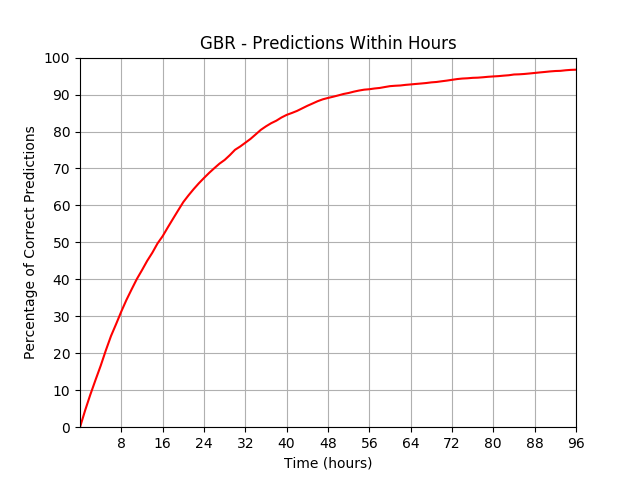 GBR - Predictions Within Hours
Percentage of Correct Predictions
100
90
80
70
60
50
40
30
20
10
0
8 16 24 32 40 48 56 64 72 80 88 96
Time (hours)